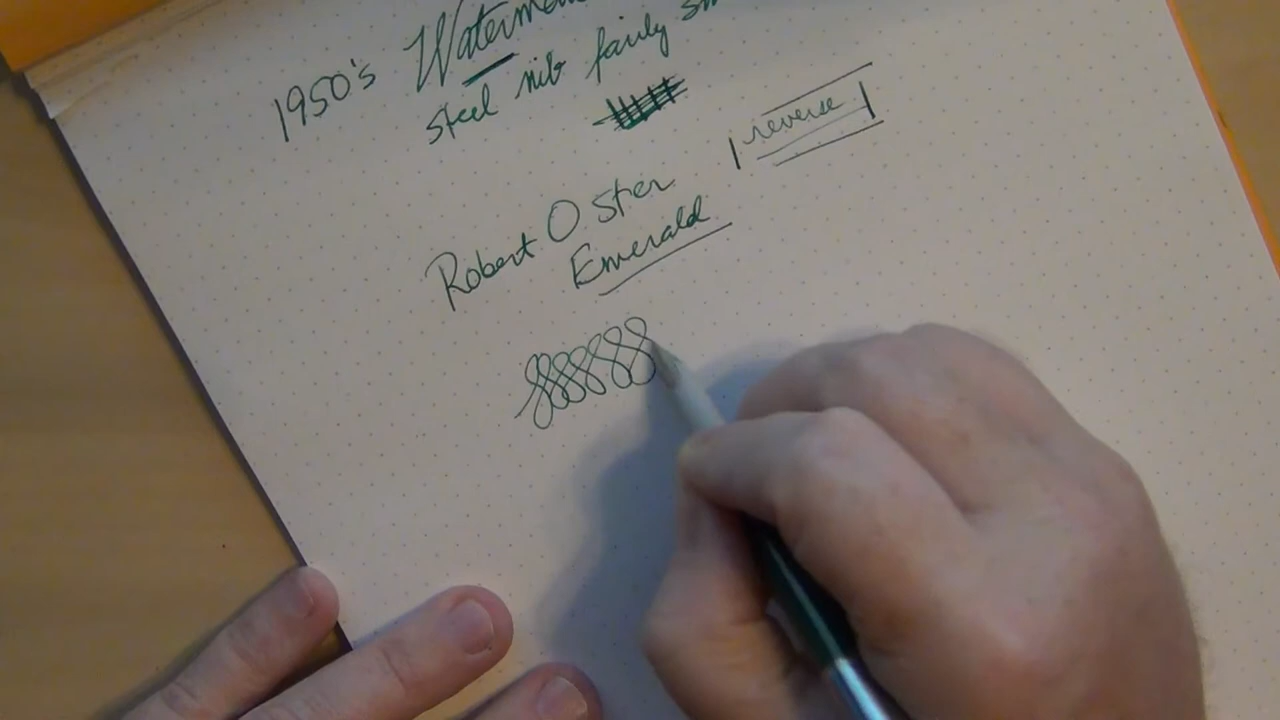 1950's
steel nib fairly
reverse
Robert Oster
Emerald